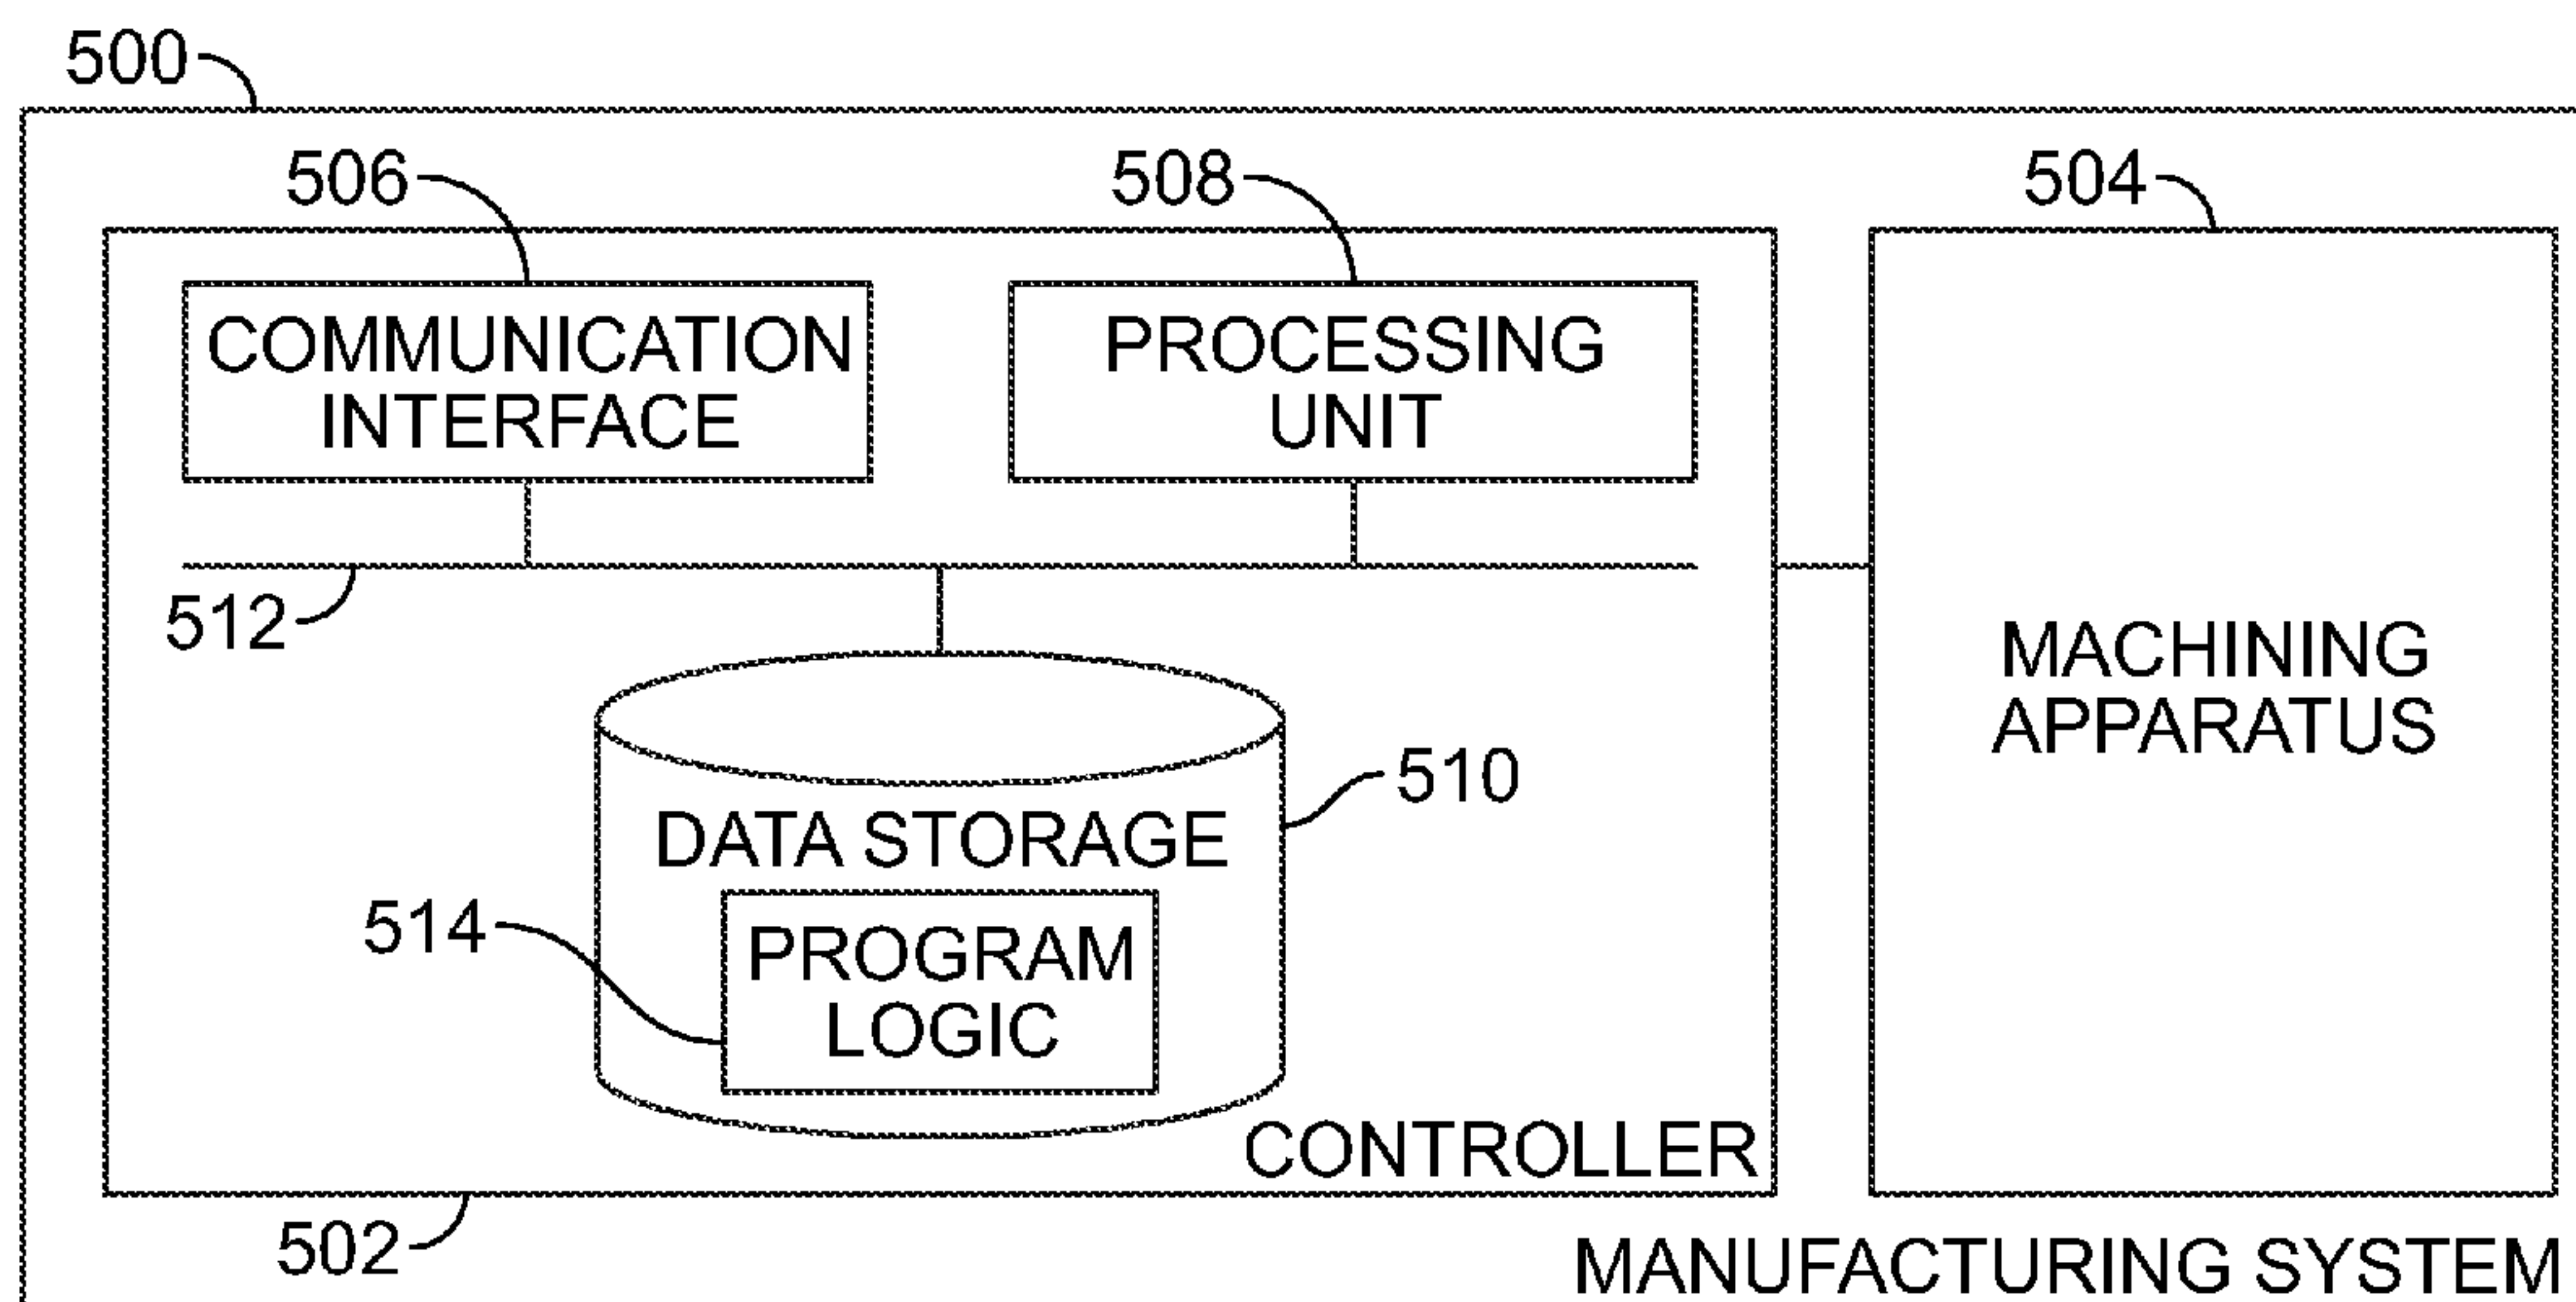 500
506
508
504
COMMUNICATION
INTERFACE
PROCESSING
UNIT
512
MACHINING
APPARATUS
510
DATA STORAGE
514
PROGRAM
LOGIC
CONTROLLER
502
MANUFACTURING SYSTEM